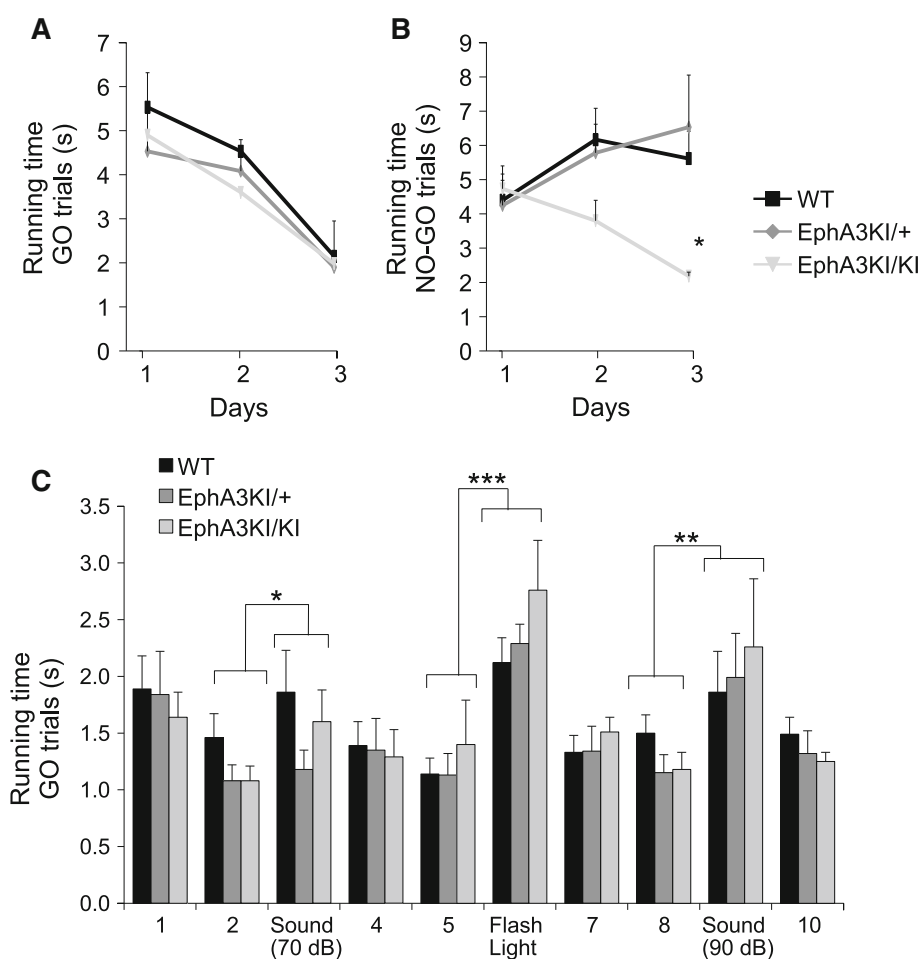 A
7
6
5
4
3
2
1
0
Running time
GO trials (s)
1 2 3
Days
B
9
8
7
6
5
4
3
2
1
0
Running time
NO-GO trials (s)
*
1 2 3
Days
WT
EphA3KI/+
EphA3KI/KI
C
WT
EphA3KI/+
EphA3KI/KI
3.5
3.0
2.5
2.0
1.5
1.0
0.5
0.0
Running time
GO trials (s)
*
***
**
1 2 Sound 4 5 Flash 7 8 Sound 10
(70 dB) Light (90 dB)